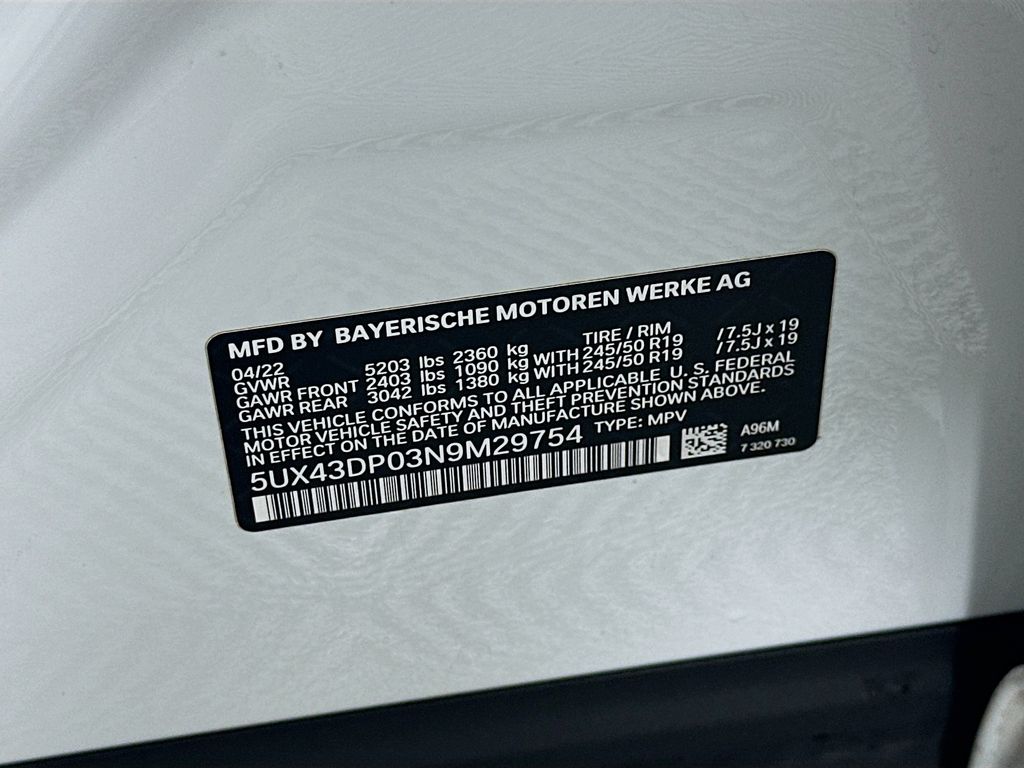 MFD BY BAYERISCHE MOTOREN WERKE AG
04/22 TIRE / RIM
GVWR 5203 lbs 2360 kg
GAWR FRONT 2403 lbs 1090 kg WITH 245/50 R19 /7.5J x 19
GAWR REAR 3042 lbs 1380 kg WITH 245/50 R19 /7.5J x 19
THIS VEHICLE CONFORMS TO ALL APPLICABLE U. S. FEDERAL
MOTOR VEHICLE SAFETY AND THEFT PREVENTION STANDARDS
IN EFFECT ON THE DATE OF MANUFACTURE SHOWN ABOVE.
5UX43DP03N9M29754 TYPE: MPV
A96M
7 320 730